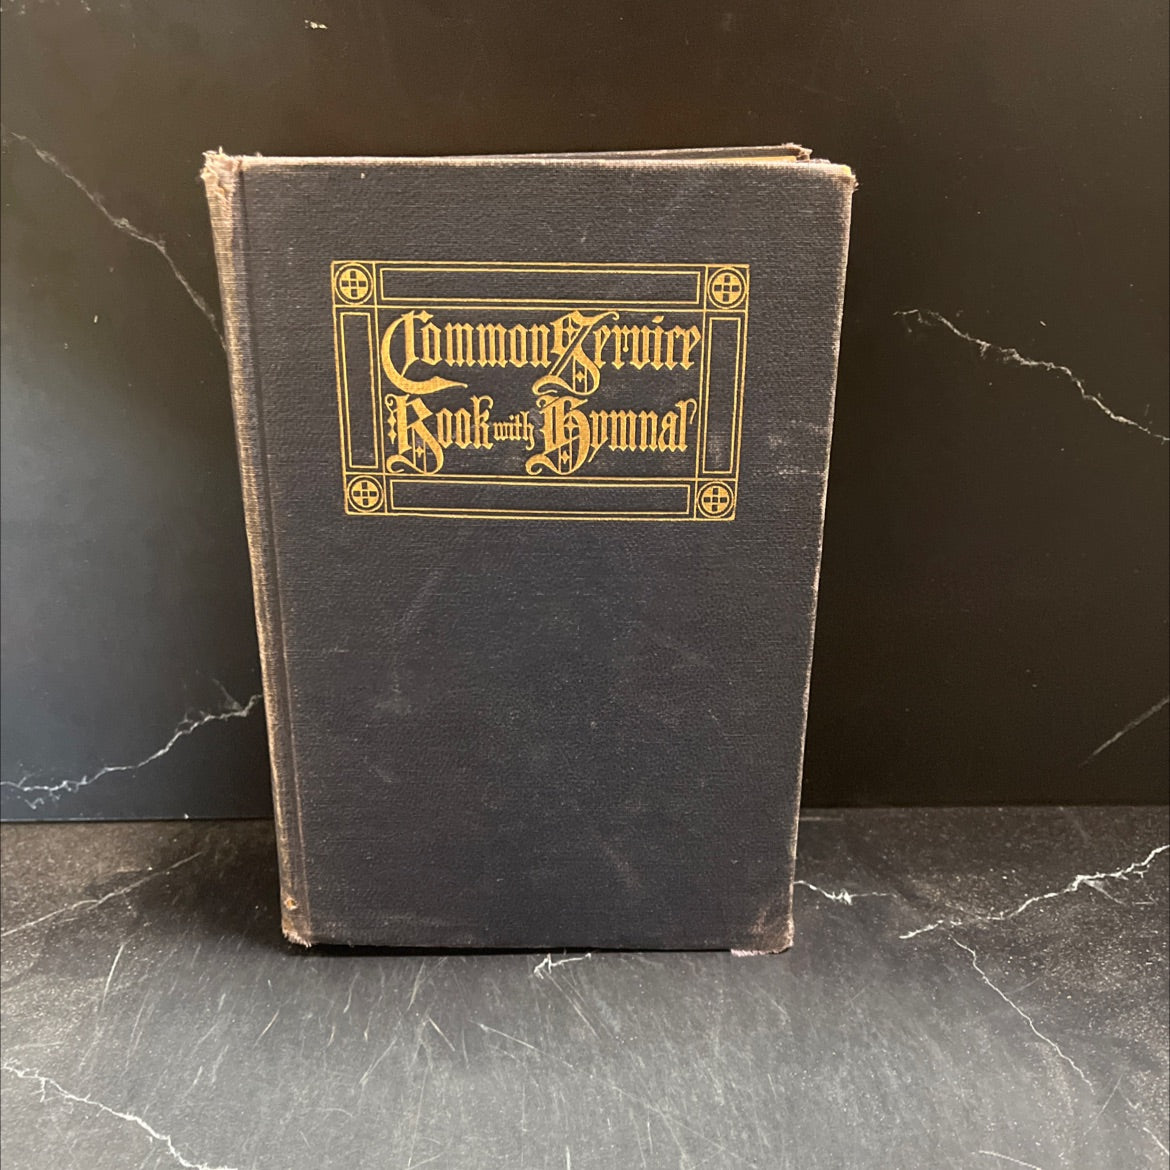 Common Service
Book with Hymnal